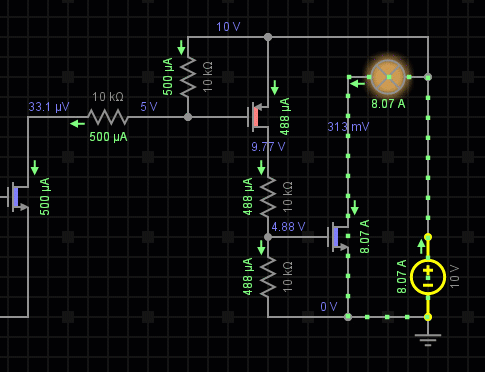 10 V
500 µA
10 kΩ
8.07 A
10 kΩ
33.1 µV
5 V
500 µA
488 µA
313 mV
9.77 V
500 µA
488 µA
10 kΩ
4.88 V
8.07 A
488 µA
10 kΩ
8.07 A
10 V
0 V